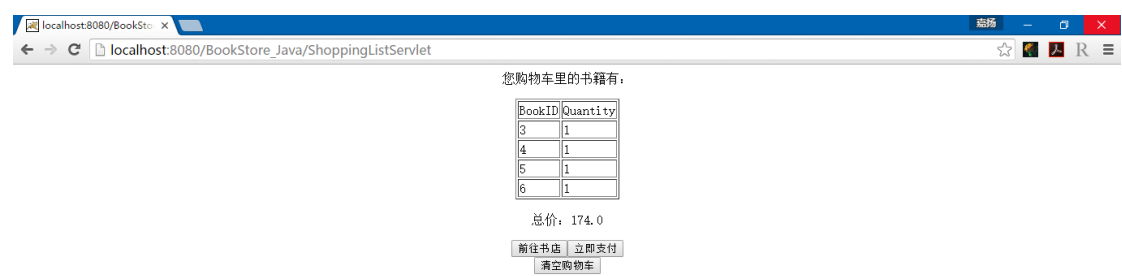 localhost:8080/BookSto
嘉扬
localhost:8080/BookStore_Java/ShoppingListServlet
R
您购物车里的书籍有：
BookID Quantity
3 1
4 1
5 1
6 1
总价：174.0
前往书店 立即支付
清空购物车